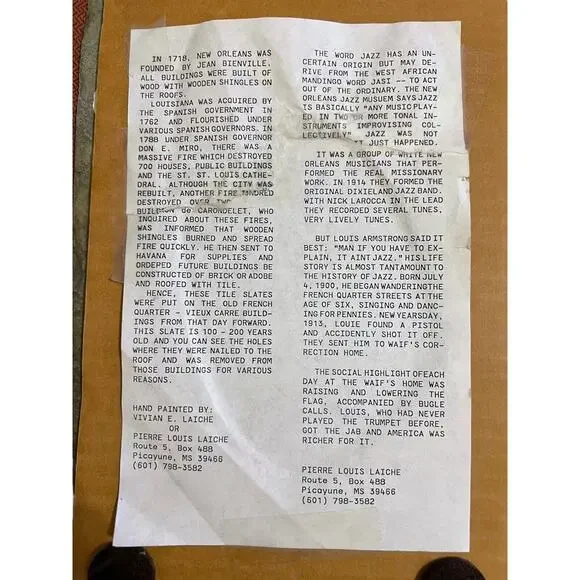 IN 1718, NEW ORLEANS WAS
FOUNDED BY JEAN BIENVILLE.
ALL BUILDINGS WERE BUILT OF
WOOD WITH WOODEN SHINGLES ON
THE ROOFS.
LOUISIANA WAS ACQUIRED BY
THE SPANISH GOVERNMENT IN
1762 AND FLOURISHED UNDER
VARIOUS SPANISH GOVERNORS. IN
1788 UNDER SPANISH GOVERNOR
DON E. MIRO, THERE WAS A
MASSIVE FIRE WHICH DESTROYED
700 HOUSES, PUBLIC BUILDINGS
AND THE ST. ST. LOUIS CATHE-
DRAL. ALTHOUGH THE CITY WAS
REBUILT, ANOTHER FIRE
DESTROYED OVER
de CARONDELET, WHO
INQUIRED ABOUT THESE FIRES,
WAS INFORMED THAT WOODEN
SHINGLES BURNED AND SPREAD
FIRE QUICKLY. HE THEN SENT TO
HAVANA FOR SUPPLIES AND
ORDEPED FUTURE BUILDINGS BE
CONSTRUCTED OF BRICK OR ADOBE
AND ROOFED WITH TILE.
HENCE, THESE TILE SLATES
WERE PUT ON THE OLD FRENCH
QUARTER - VIEUX CARRE BUILD-
INGS FROM THAT DAY FORWARD.
THIS SLATE IS 100 - 200 YEARS
OLD AND YOU CAN SEE THE HOLES
WHERE THEY WERE NAILED TO THE
ROOF AND WAS REMOVED FROM
THOSE BUILDINGS FOR VARIOUS
REASONS.
HAND PAINTED BY:
VIVIAN E. LAICHE
OR
PIERRE LOUIS LAICHE
Route 5, Box 488
Picayune, MS 39466
(601) 798-3582
THE WORD JAZZ HAS AN UN-
CERTAIN ORIGIN BUT MAY DE-
RIVE FROM THE WEST AFRICAN
MANDINGO WORD JASI -- TO ACT
OUT OF THE ORDINARY. THE NEW
ORLEANS JAZZ MUSUEM SAYS JAZZ
IS BASICALLY "ANY MUSIC PLAY-
ED IN TWO OR MORE TONAL IN-
STRUMENTS IMPROVISING COL-
LECTIVELY" JAZZ WAS NOT
IT JUST HAPPENED.
IT WAS A GROUP OF WHITE NEW
ORLEANS MUSICIANS THAT PER-
FORMED THE REAL MISSIONARY
WORK. IN 1914 THEY FORMED THE
ORIGINAL DIXIELAND JAZZ BAND.
WITH NICK LAROCCA IN THE LEAD
THEY RECORDED SEVERAL TUNES,
VERY LIVELY TUNES.
BUT LOUIS ARMSTRONG SAID IT
BEST; "MAN IF YOU HAVE TO EX-
PLAIN, IT AINT JAZZ." HIS LIFE
STORY IS ALMOST TANTAMOUNT TO
THE HISTORY OF JAZZ. BORN JULY
4, 1900, HE BEGAN WANDERING THE
FRENCH QUARTER STREETS AT THE
AGE OF SIX, SINGING AND DANC-
ING FOR PENNIES. NEW YEARSDAY,
1913, LOUIE FOUND A PISTOL
AND ACCIDENTLY SHOT IT OFF.
THEY SENT HIM TO WAIF'S COR-
RECTION HOME.
THE SOCIAL HIGHLIGHT OF EACH
DAY AT THE WAIF'S HOME WAS
RAISING AND LOWERING THE
FLAG, ACCOMPANIED BY BUGLE
CALLS. LOUIS, WHO HAD NEVER
PLAYED THE TRUMPET BEFORE,
GOT THE JAB AND AMERICA WAS
RICHER FOR IT.
PIERRE LOUIS LAICHE
Route 5, Box 488
Picayune, MS 39466
(601) 798-3582